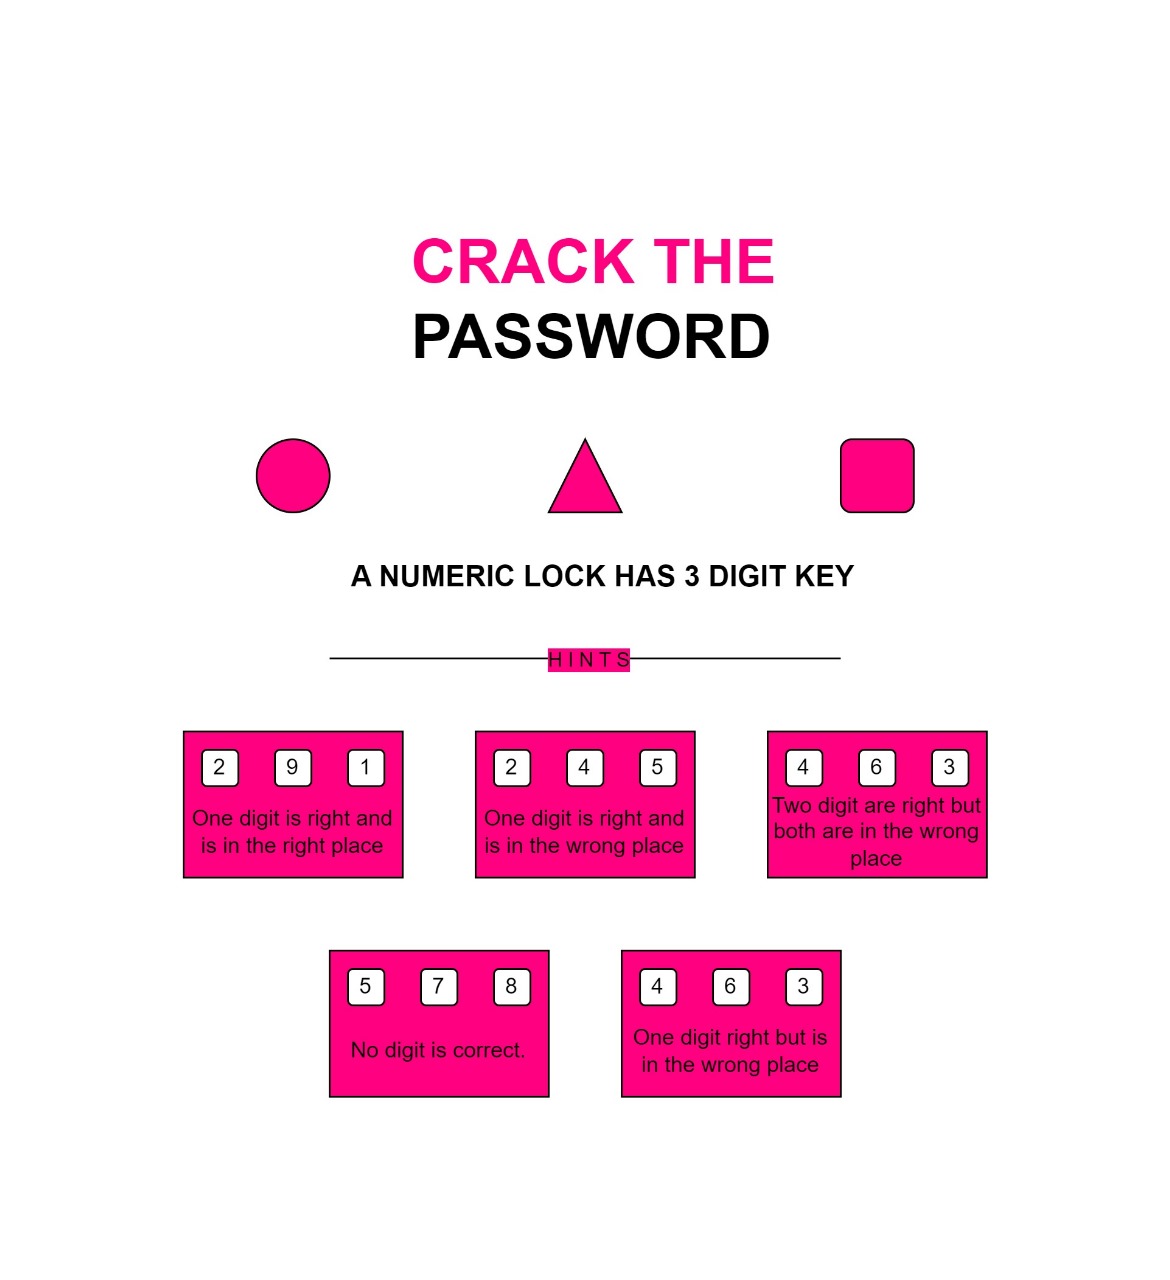 CRACK THE
PASSWORD
A NUMERIC LOCK HAS 3 DIGIT KEY
HINTS
2 9 1
One digit is right and
is in the right place
2 4 5
One digit is right and
is in the wrong place
4 6 3
Two digit are right but
both are in the wrong
place
5 7 8
No digit is correct.
4 6 3
One digit right but is
in the wrong place